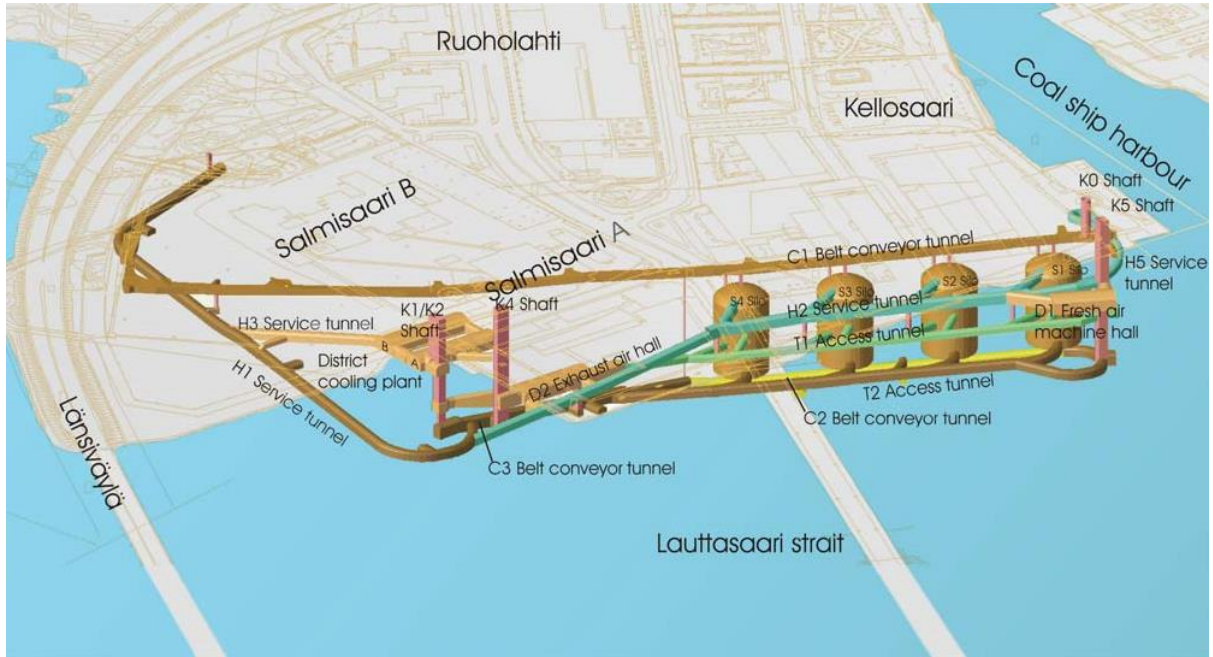 Ruoholahti
Coal ship harbour
Kellosaari
K0 Shaft
K5 Shaft
Salmisaari B
Salmisaari A
C1 Belt conveyor tunnel
H5 Service
tunnel
S1 Silo
S2 Silo
S3 Silo
S4 Silo
H2 Service tunnel
K1/K2
Shaft
K4 Shaft
D1 Fresh air
machine hall
H3 Service tunnel
T1 Access tunnel
B
A
District
cooling plant
D2 Exhaust air hall
T2 Access tunnel
H1 Service tunnel
C2 Belt conveyor tunnel
C3 Belt conveyor tunnel
Länsiväylä
Lauttasaari strait